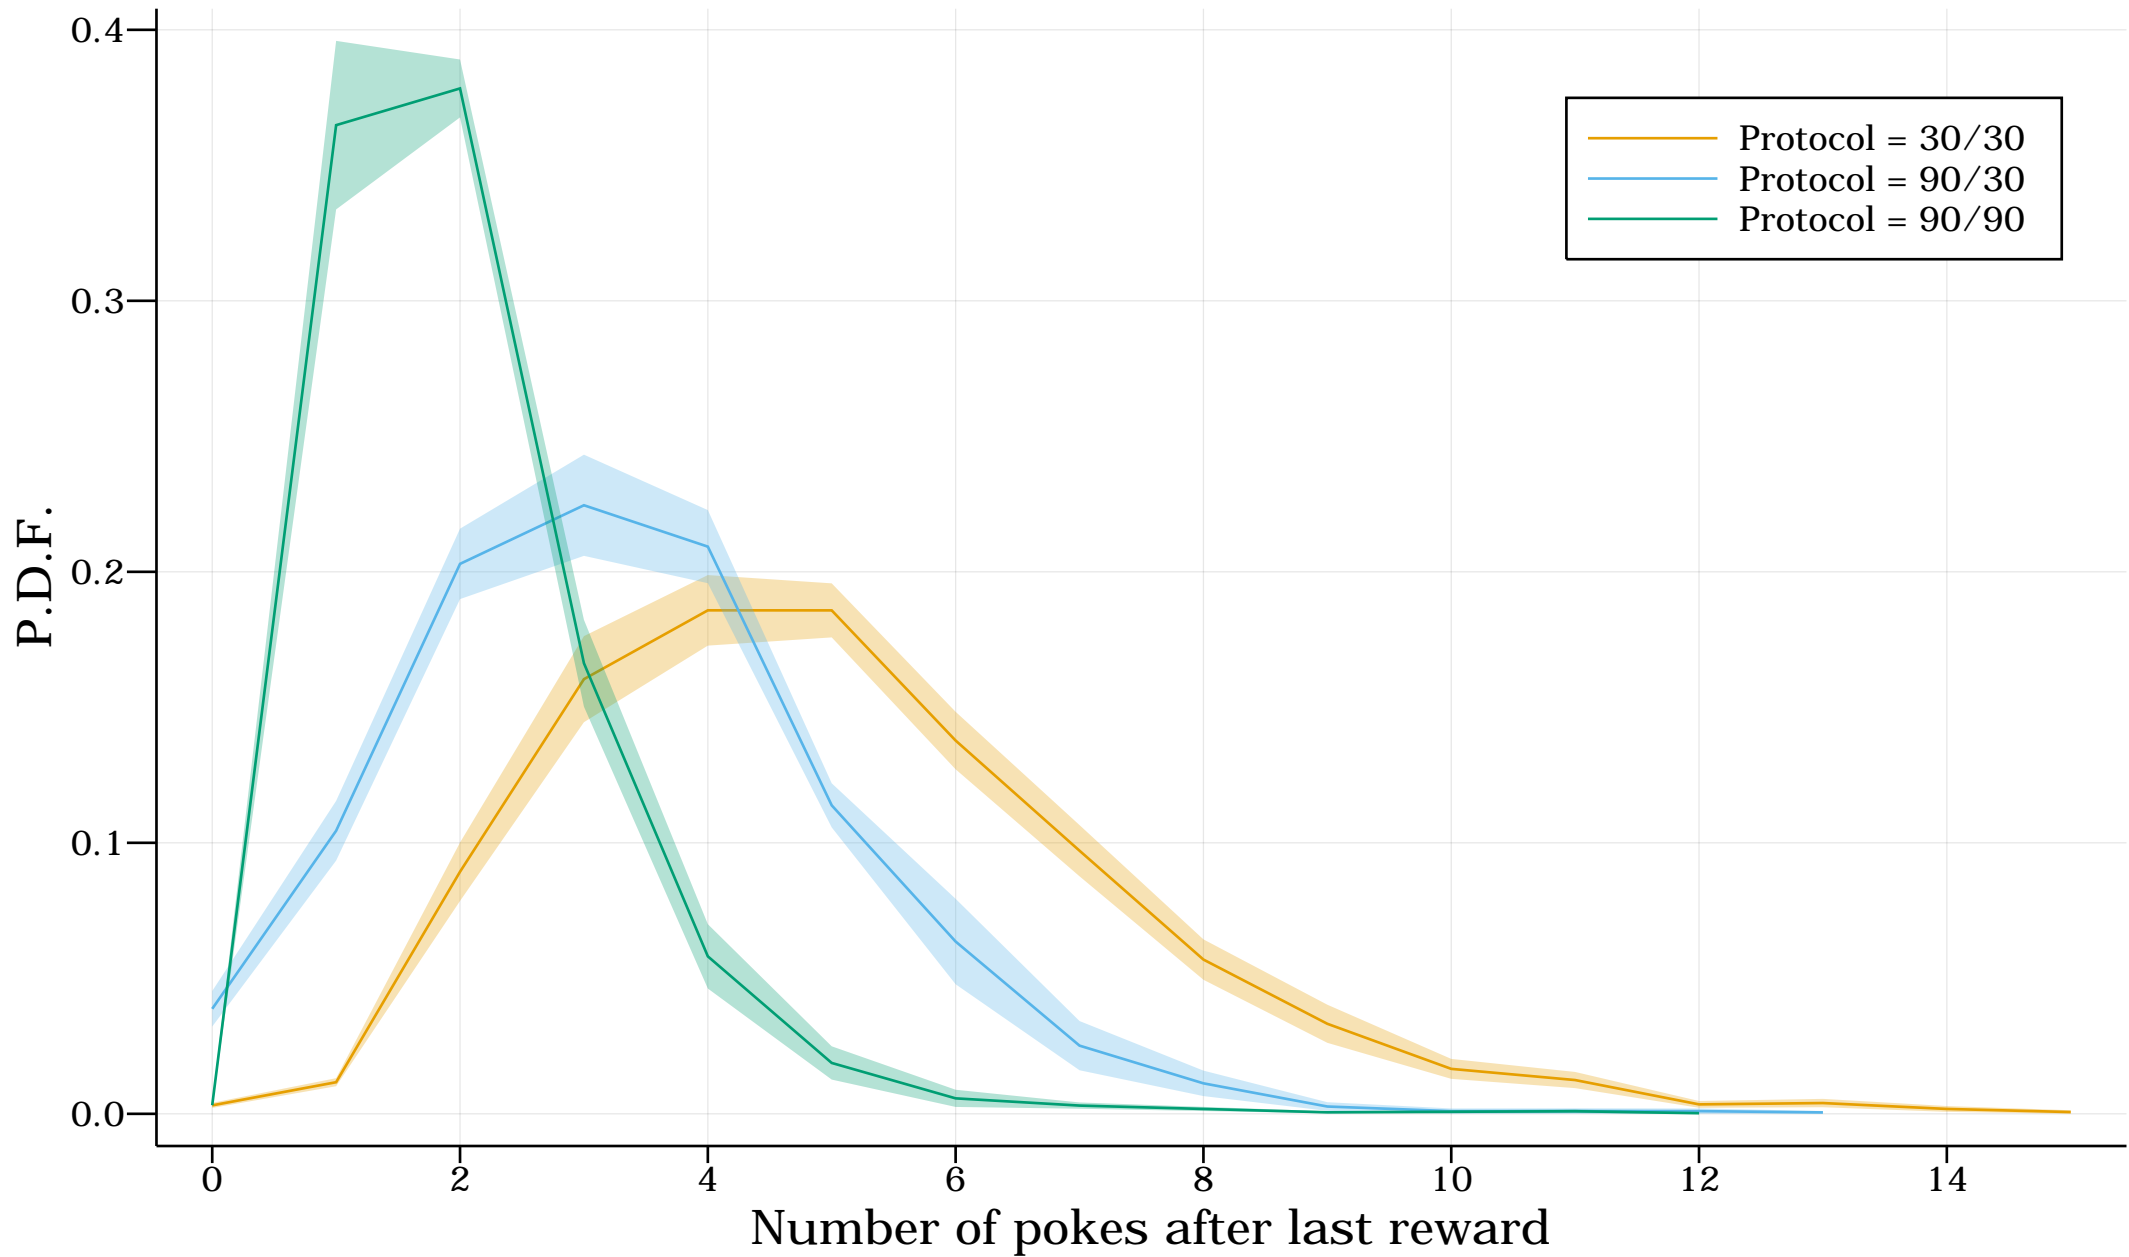 0.4
0.3
0.2
0.1
0.0
P.D.F.
Protocol = 30/30
Protocol = 90/30
Protocol = 90/90
0 2 4 6 8 10 12 14
Number of pokes after last reward